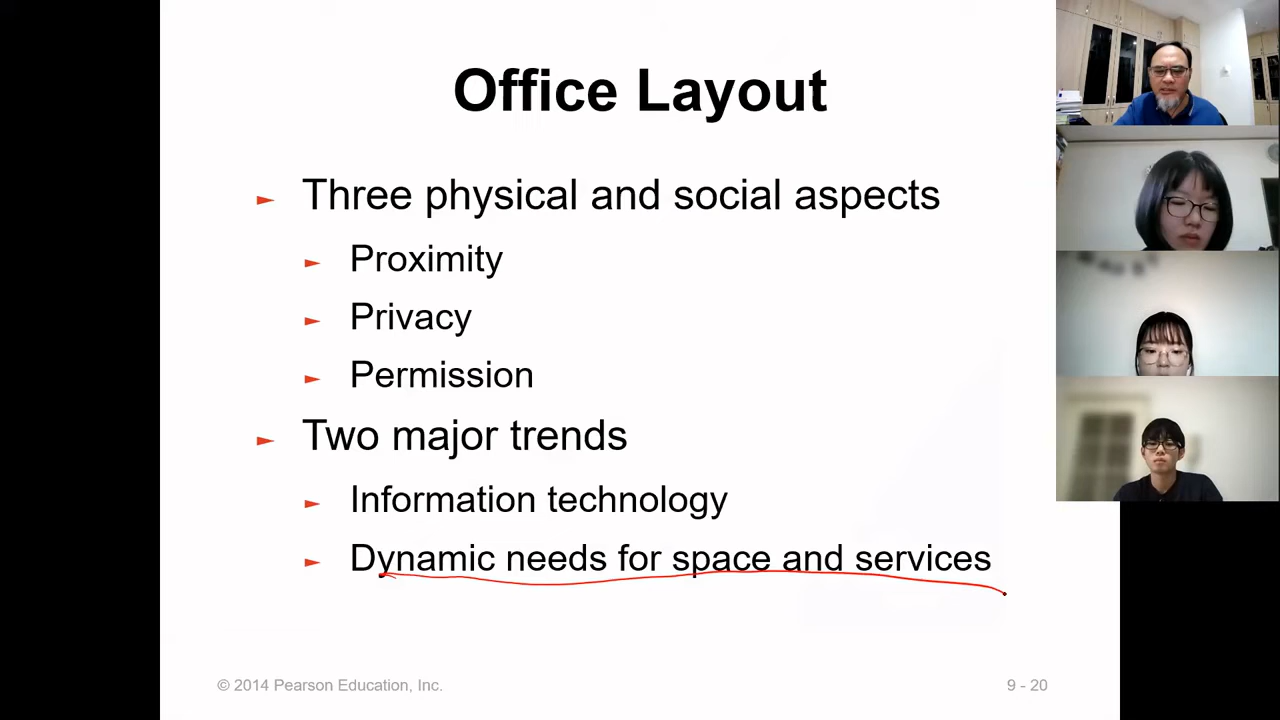 Office Layout
► Three physical and social aspects
► Proximity
► Privacy
► Permission
► Two major trends
► Information technology
► Dynamic needs for space and services
© 2014 Pearson Education, Inc.
9 - 20